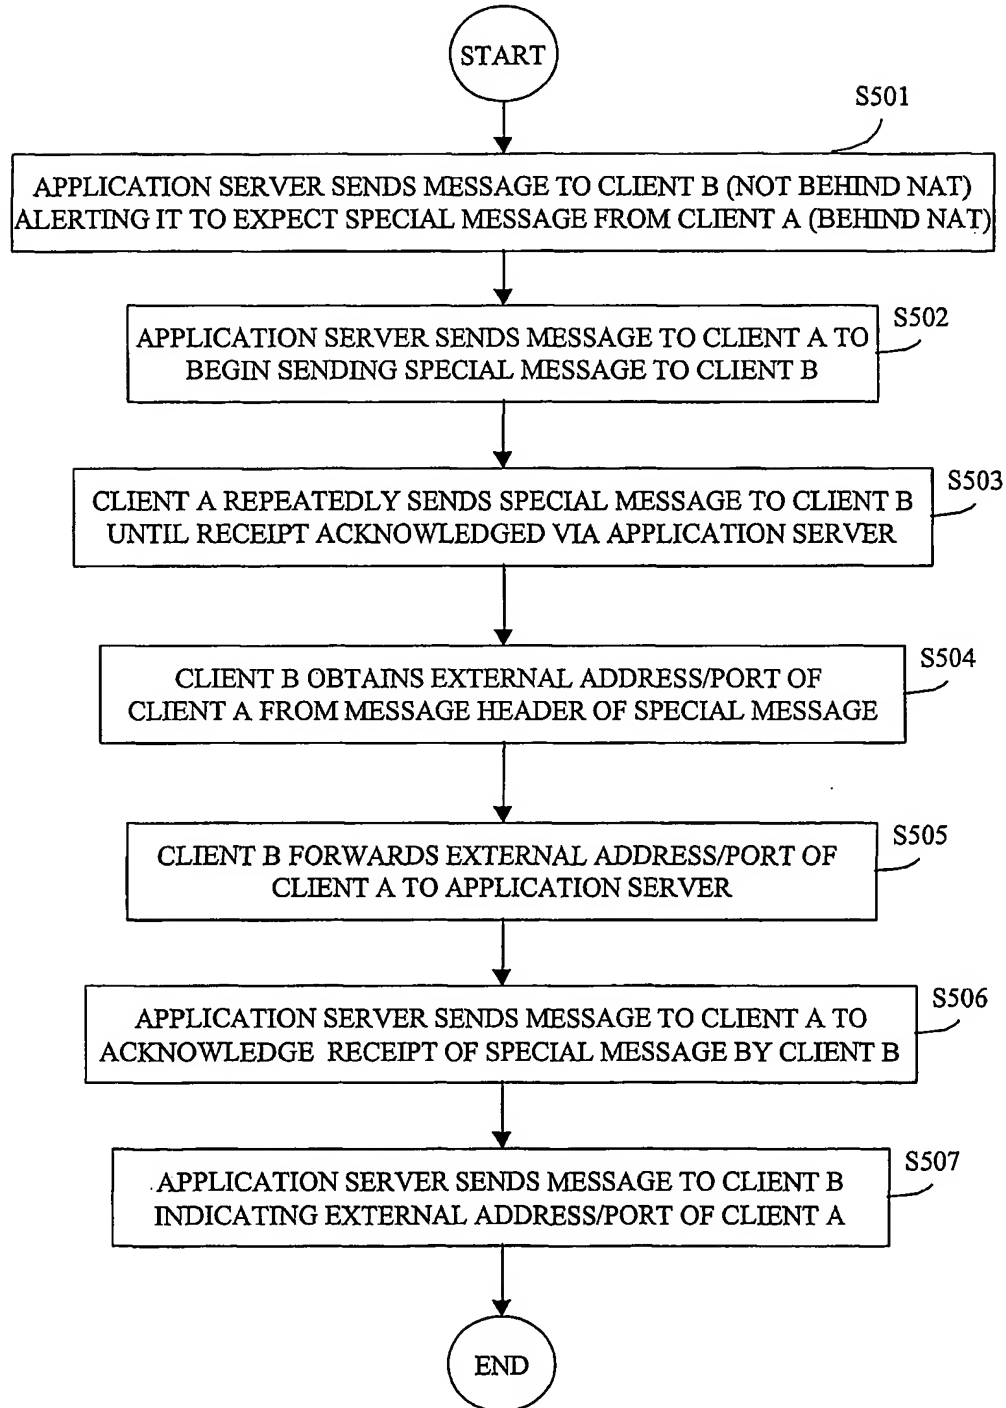 START
S501
APPLICATION SERVER SENDS MESSAGE TO CLIENT B (NOT BEHIND NAT)
ALERTING IT TO EXPECT SPECIAL MESSAGE FROM CLIENT A (BEHIND NAT)
S502
APPLICATION SERVER SENDS MESSAGE TO CLIENT A TO
BEGIN SENDING SPECIAL MESSAGE TO CLIENT B
S503
CLIENT A REPEATEDLY SENDS SPECIAL MESSAGE TO CLIENT B
UNTIL RECEIPT ACKNOWLEDGED VIA APPLICATION SERVER
S504
CLIENT B OBTAINS EXTERNAL ADDRESS/PORT OF
CLIENT A FROM MESSAGE HEADER OF SPECIAL MESSAGE
S505
CLIENT B FORWARDS EXTERNAL ADDRESS/PORT OF
CLIENT A TO APPLICATION SERVER
S506
APPLICATION SERVER SENDS MESSAGE TO CLIENT A TO
ACKNOWLEDGE RECEIPT OF SPECIAL MESSAGE BY CLIENT B
S507
APPLICATION SERVER SENDS MESSAGE TO CLIENT B
INDICATING EXTERNAL ADDRESS/PORT OF CLIENT A
END